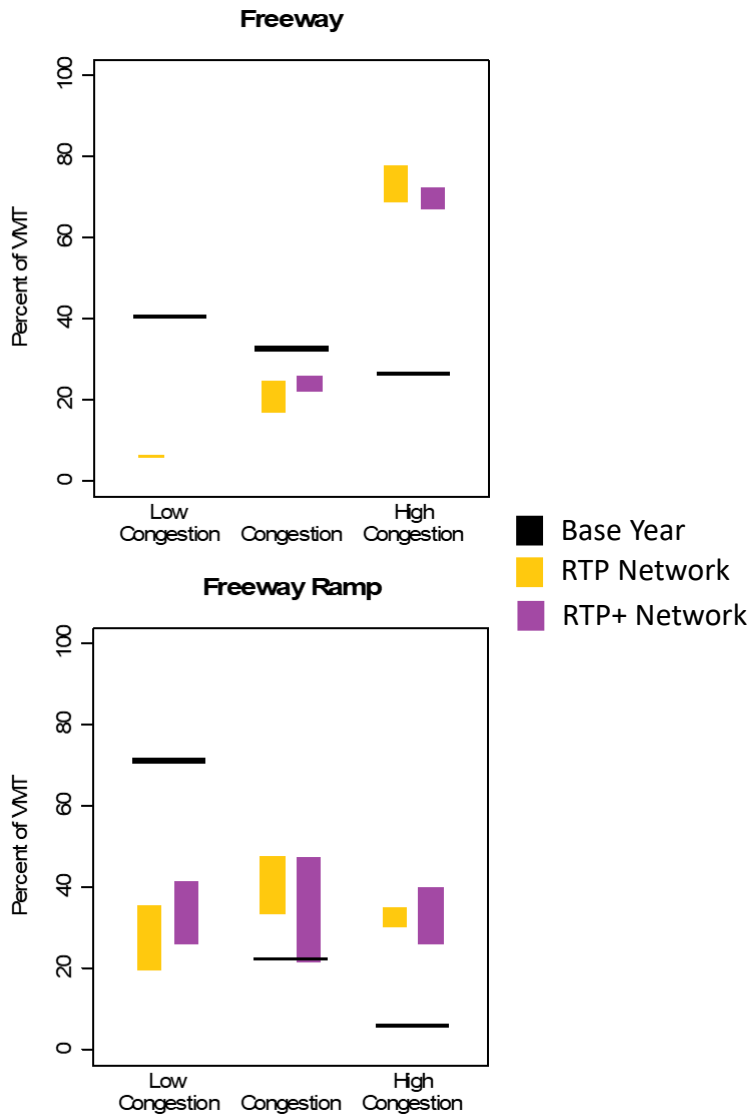 Freeway
Percent of VMT
100
80
60
40
20
0
Low
Congestion
Congestion
High
Congestion
Base Year
RTP Network
RTP+ Network
Freeway Ramp
Percent of VMT
100
80
60
40
20
0
Low
Congestion
Congestion
High
Congestion